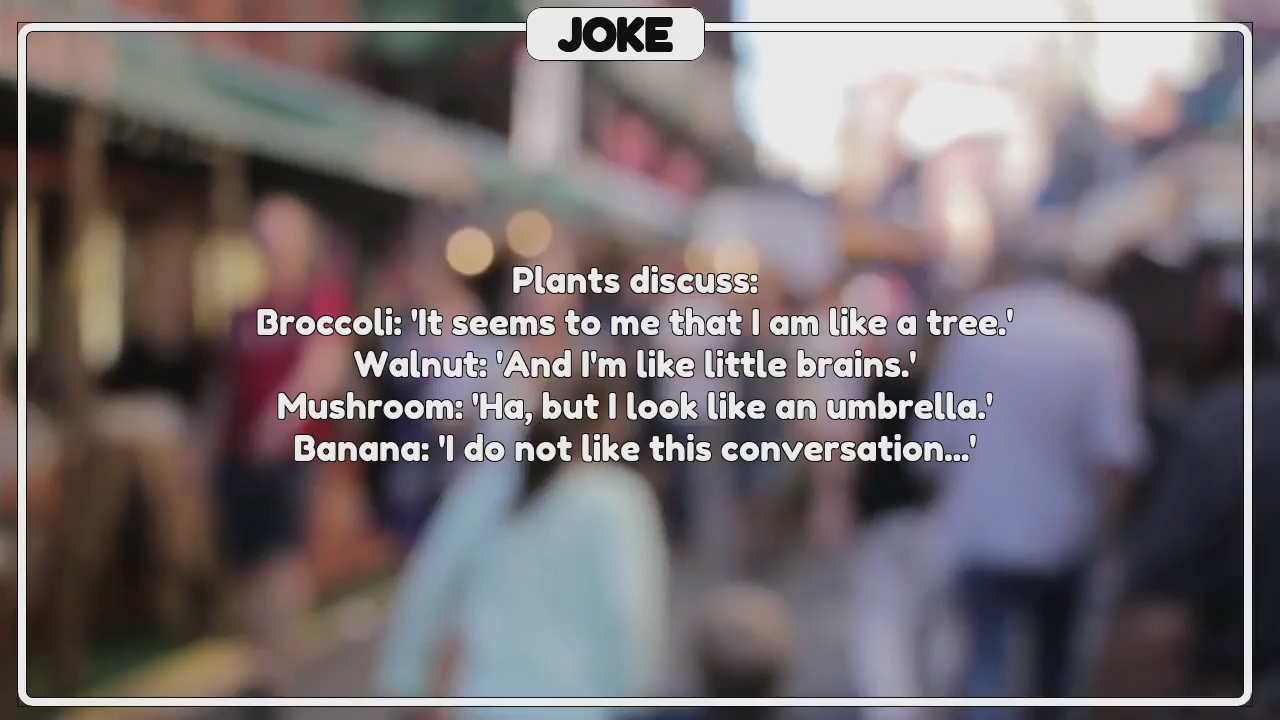 JOKE
Plants discuss:
Broccoli: 'It seems to me that I am like a tree.'
Walnut: 'And I'm like little brains.'
Mushroom: 'Ha, but I look like an umbrella.'
Banana: 'I do not like this conversation...'